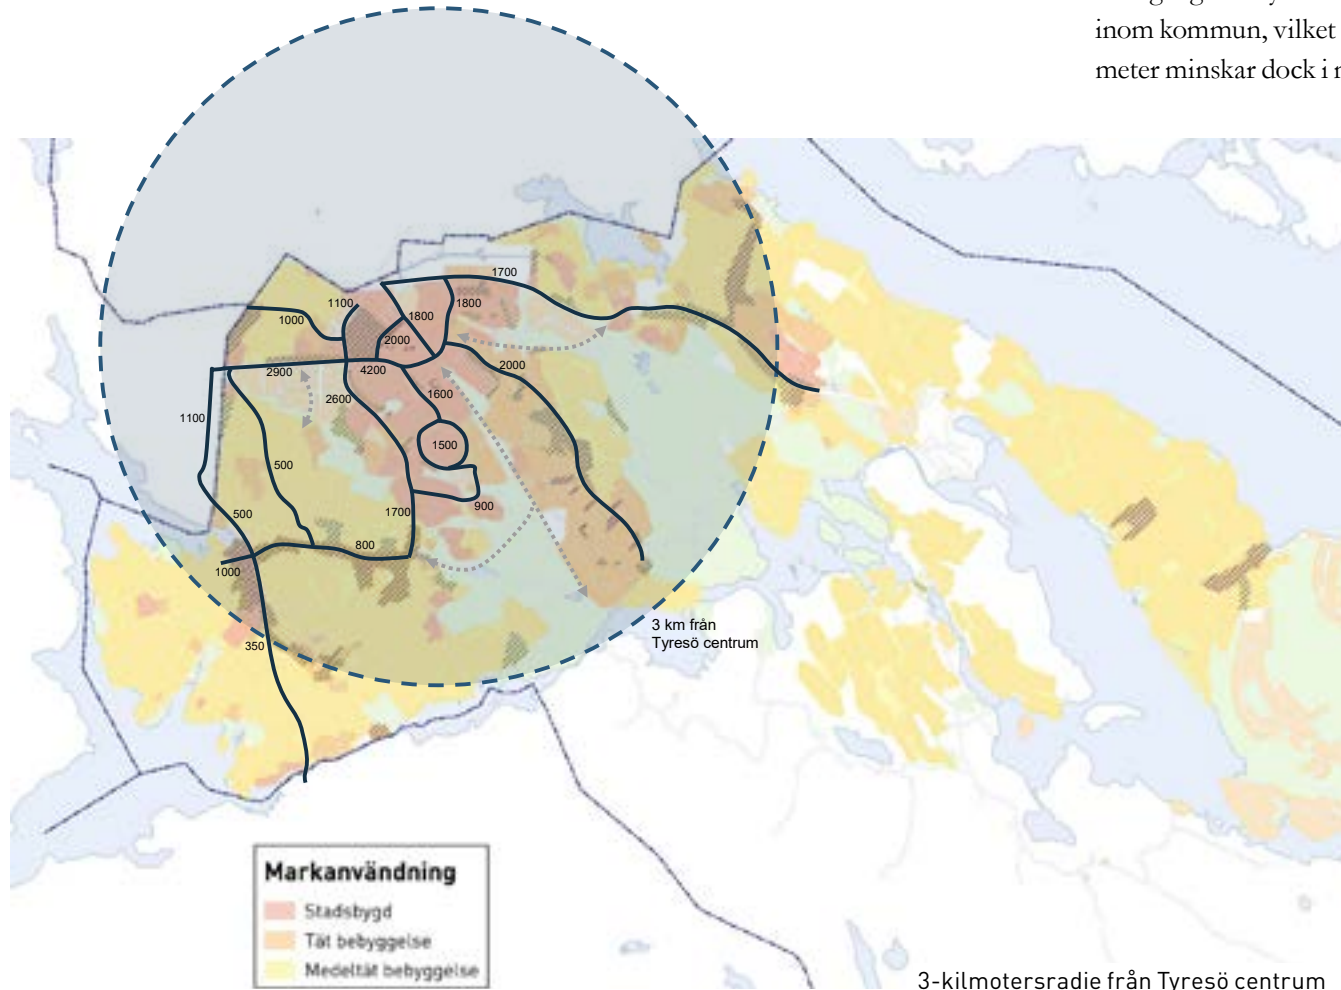 inom kommun, vilket
meter minskar dock i
1700
1100
1800
1000
1800
2000
2900
4200
2000
2600
1600
1100
1500
500
900
500
1700
800
1000
3 km från
Tyresö centrum
350
Markanvändning
Stadsbygd
Tät bebyggelse
Medeltät bebyggelse
3-kilmotersradie från Tyresö centrum